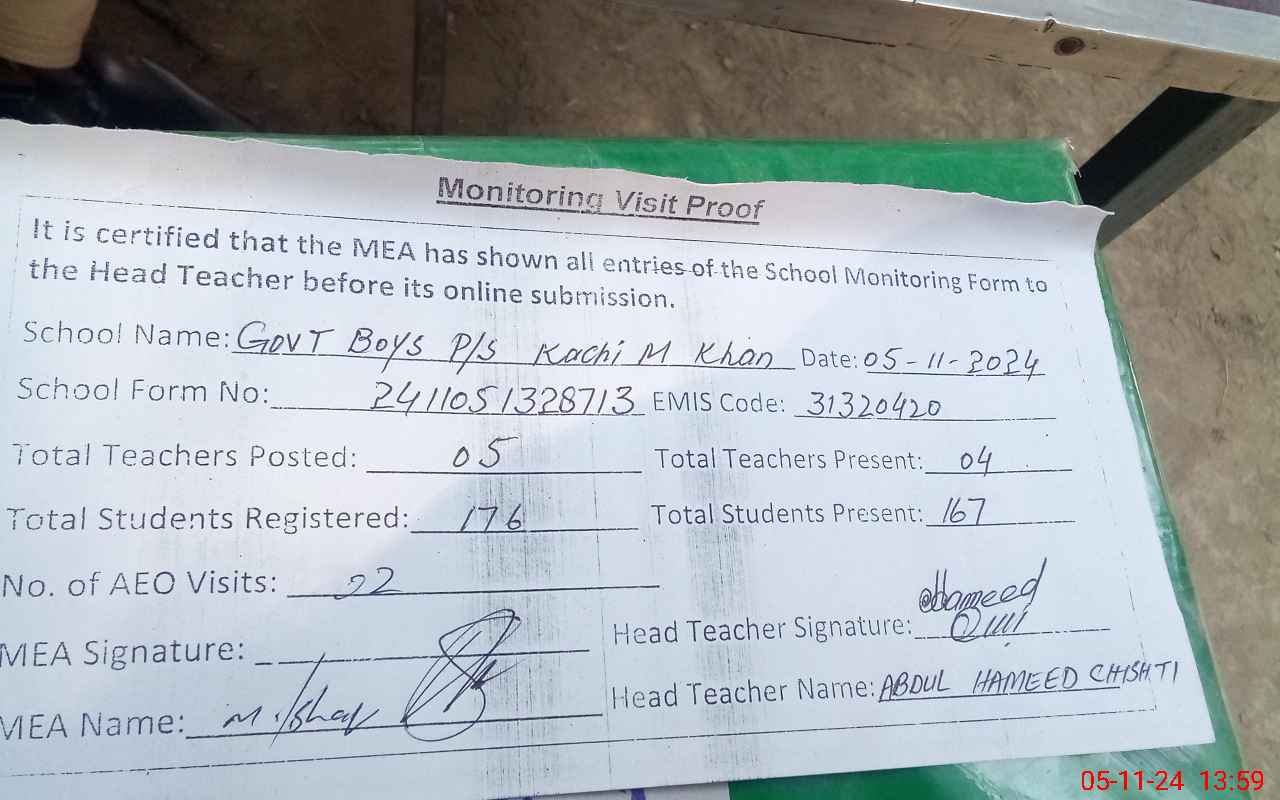 Monitoring Visit Proof
It is certified that the MEA has shown all entries of the School Monitoring Form to
the Head Teacher before its online submission.
School Name: GOVT BOYS P/S Kachi M Khan Date: 05-11-2024
School Form No: 2411051328713 EMIS Code: 31320420
Total Teachers Posted: 05 Total Teachers Present: 04
Total Students Registered: 176 Total Students Present: 167
No. of AEO Visits: 02
MEA Signature: Head Teacher Signature: Hameed
MEA Name: Head Teacher Name: ABDUL HAMEED CHISHTI
05-11-24 13:59